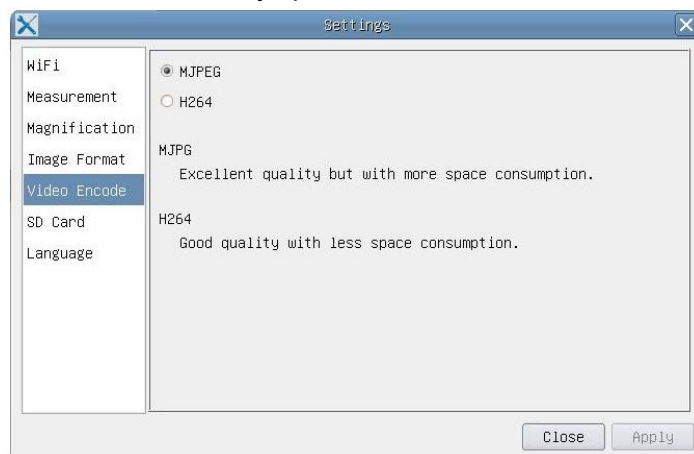 Settings
WiFi
Measurement
Magnification
Image Format
Video Encode
SD Card
Language
MJPEG
H264
MJPG
Excellent quality but with more space consumption.
H264
Good quality with less space consumption.
Close
Apply